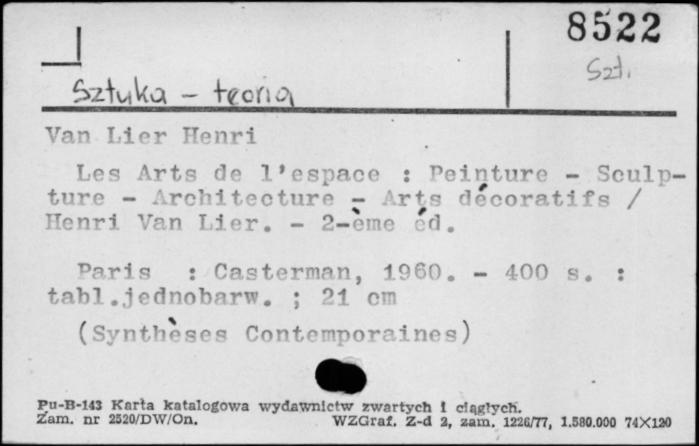 8522
Szt.
Sztuka - teoria
Van Lier Henri
Les Arts de l'espace : Peinture - Sculp-
ture - Architecture - Arts décoratifs /
Henri Van Lier. - 2-ème éd.
Paris : Casterman, 1960. - 400 s. :
tabl.jednobarw. ; 21 cm
(Synthèses Contemporaines)
Pu-B-143 Karta katalogowa wydawnictw zwartych i ciągłych.
Zam. nr 2520/DW/On. WZGraf. Z-d 2, zam. 1226/77, 1.580.000 74X120